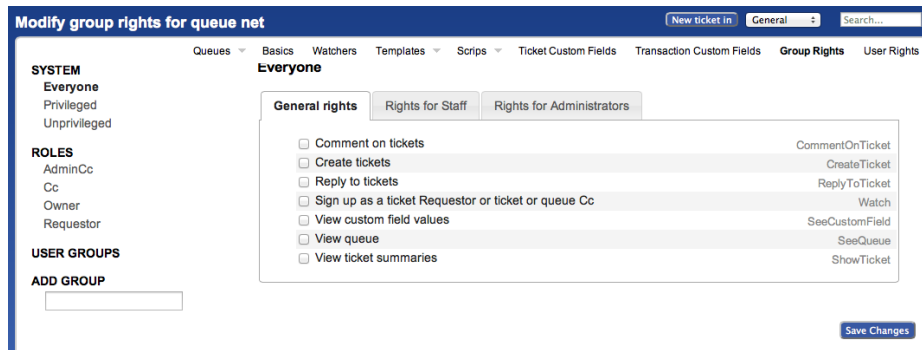 Modify group rights for queue net
New ticket in General Search...
Queues Basics Watchers Templates Scrips Ticket Custom Fields Transaction Custom Fields Group Rights User Rights
SYSTEM
Everyone
Privileged
Unprivileged
ROLES
AdminCc
Cc
Owner
Requestor
USER GROUPS
ADD GROUP
Everyone
General rights Rights for Staff Rights for Administrators
Comment on tickets CommentOnTicket
Create tickets CreateTicket
Reply to tickets ReplyToTicket
Sign up as a ticket Requestor or ticket or queue Cc Watch
View custom field values SeeCustomField
View queue SeeQueue
View ticket summaries ShowTicket
Save Changes